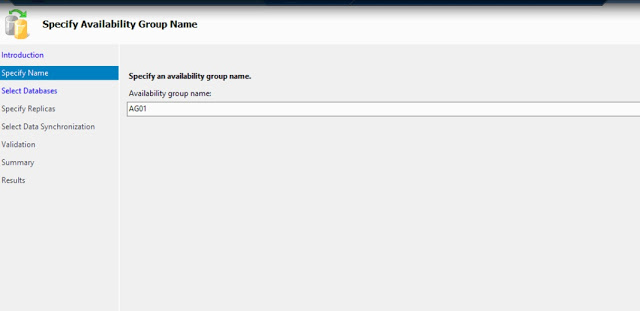 Specify Availability Group Name
Introduction
Specify Name
Select Databases
Specify Replicas
Select Data Synchronization
Validation
Summary
Results
Specify an availability group name.
Availability group name:
AG01